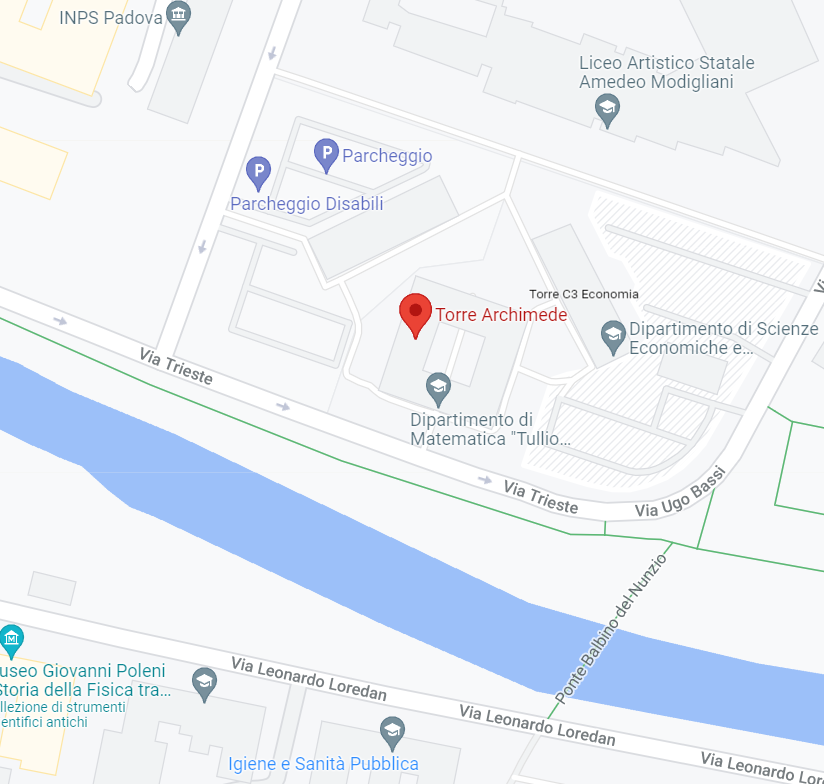 INPS Padova
Liceo Artistico Statale
Amedeo Modigliani
P
Parcheggio
P
Parcheggio Disabili
Torre C3 Economia
Torre Archimede
Dipartimento di Scienze
Economiche e...
Via Trieste
Dipartimento di
Matematica "Tullio...
Via Trieste
Via Ugo Bassi
Ponte Balbino del Nunzio
M
useo Giovanni Poleni
Storia della Fisica tra...
llezione di strumenti
entifici antichi
Via Leonardo Loredan
Via Leonardo Loredan
Igiene e Sanità Pubblica
Via Leonardo Lor